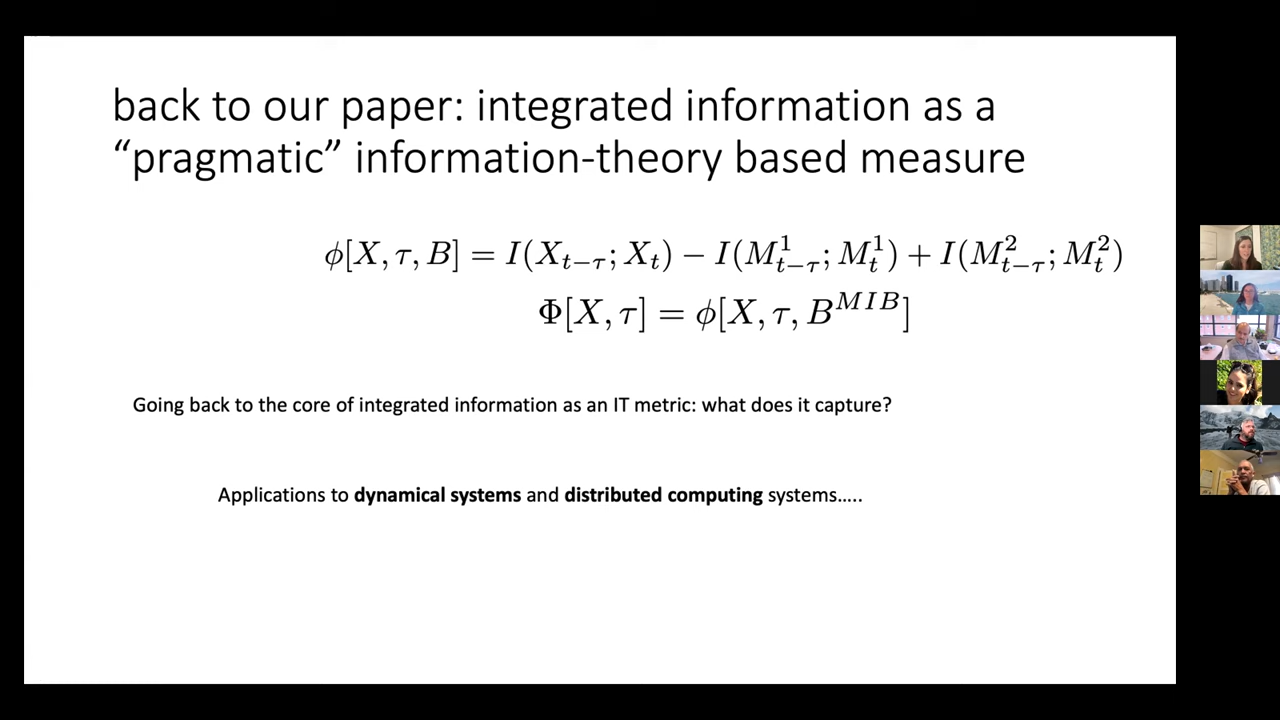 back to our paper: integrated information as a
“pragmatic” information-theory based measure
ϕ[X, τ, B] = I(X_{t−τ}; X_t) − I(M^1_{t−τ}; M^1_t) + I(M^2_{t−τ}; M^2_t)
Φ[X, τ] = ϕ[X, τ, B^{MIB}]
Going back to the core of integrated information as an IT metric: what does it capture?
Applications to dynamical systems and distributed computing systems.....